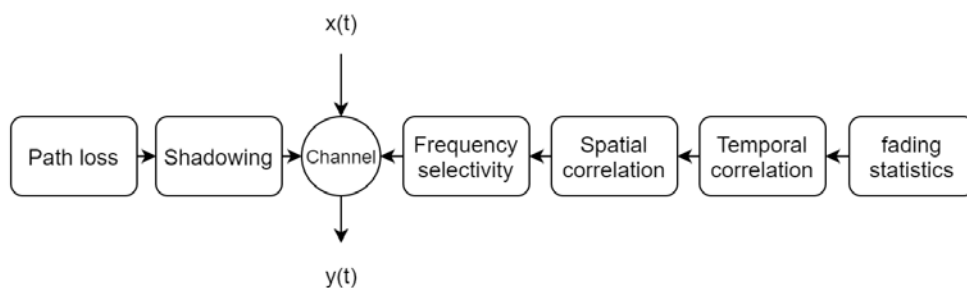 x(t)
Path loss
Shadowing
Channel
Frequency
selectivity
Spatial
correlation
Temporal
correlation
fading
statistics
y(t)